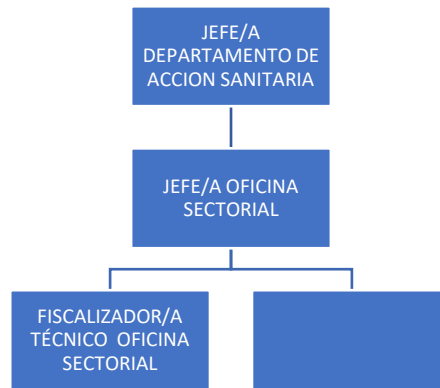 JEFE/A
DEPARTAMENTO DE
ACCION SANITARIA
JEFE/A OFICINA
SECTORIAL
FISCALIZADOR/A
TÉCNICO OFICINA
SECTORIAL